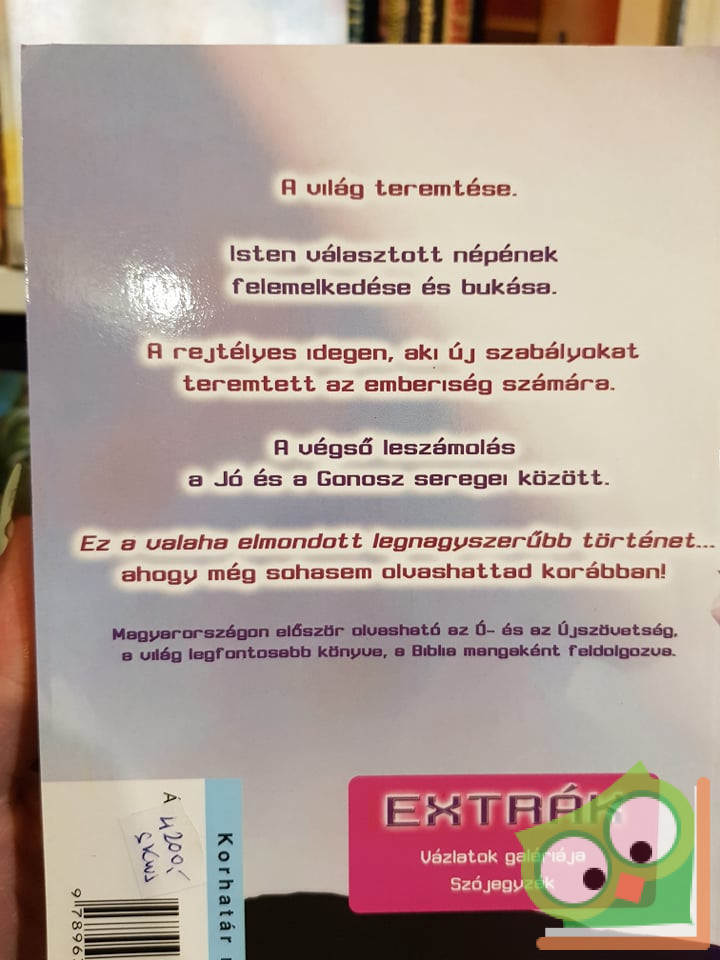 A világ teremtése.
Isten választott népének
felemelkedése és bukása.
A rejtélyes idegen, aki új szabályokat
teremtett az emberiség számára.
A végső leszámolás
a Jó és a Gonosz seregei között.
Ez a valaha elmondott legnagyszerűbb történet...
ahogy még sohasem olvashattad korábban!
Magyarországon először olvasható az Ó- és az Újszövetség,
a világ legfontosabb könyve, a Biblia mangaként feldolgozva.
EXTRÁK
Vázlatok galériája
Szójegyzék
Á
4200,
Korhatár
978963